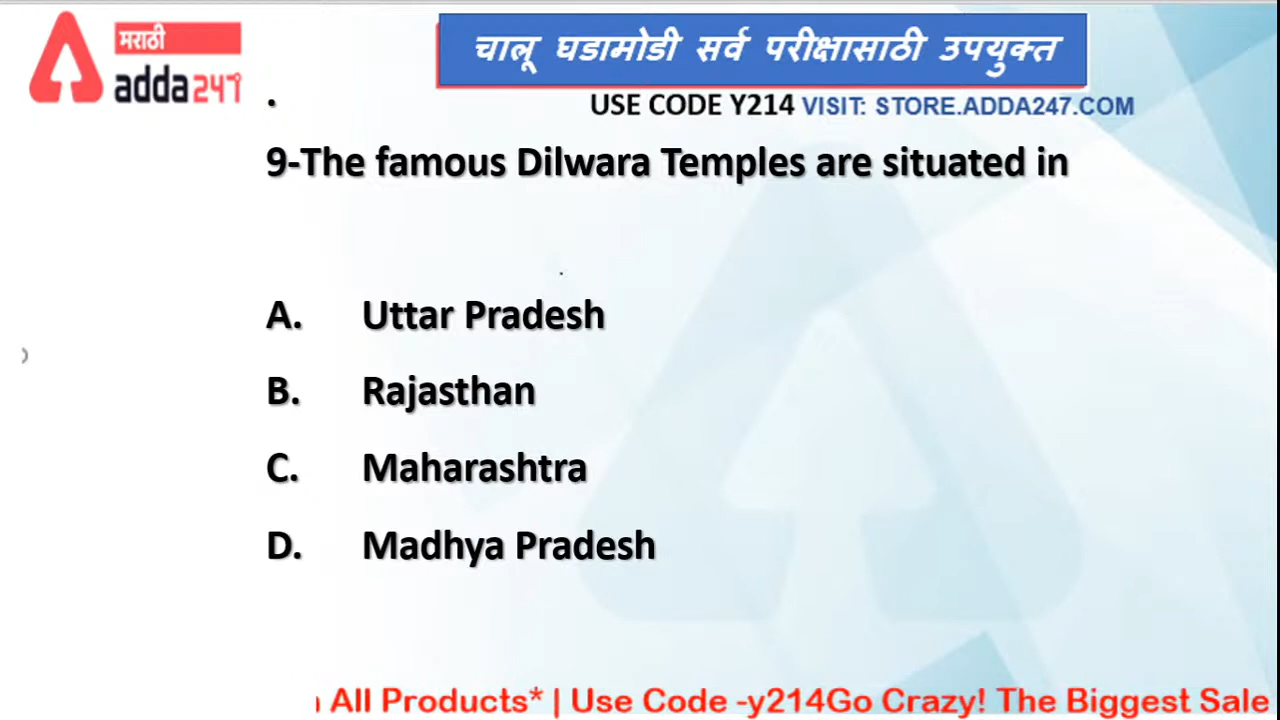 मराठी
adda247
चालू घडामोडी सर्व परीक्षासाठी उपयुक्त
USE CODE Y214 VISIT: STORE.ADDA247.COM
9-The famous Dilwara Temples are situated in
A. Uttar Pradesh
B. Rajasthan
C. Maharashtra
D. Madhya Pradesh
All Products* | Use Code -y214Go Crazy! The Biggest Sale